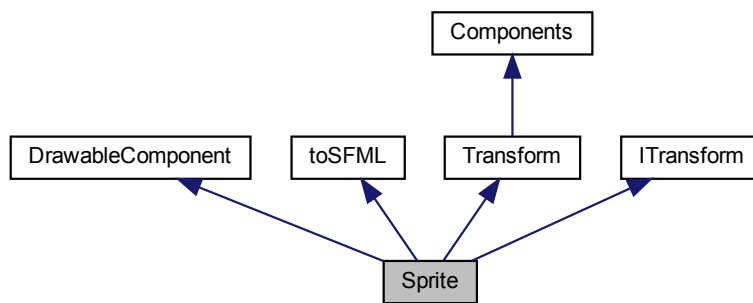 Components
DrawableComponent
toSFML
Transform
ITransform
Sprite